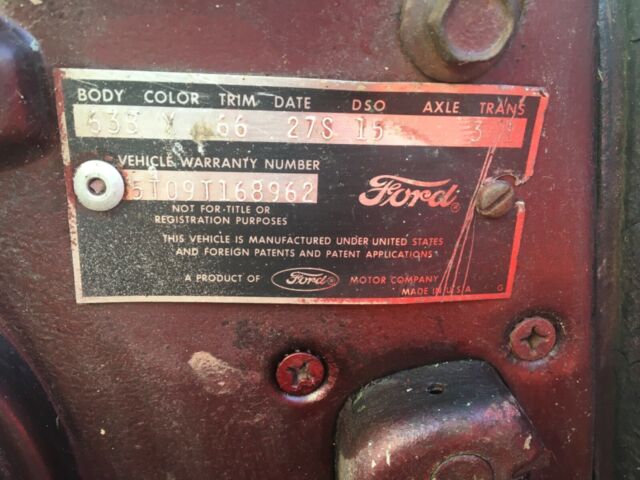 BODY COLOR TRIM DATE DSO AXLE TRANS
63B X 66 27S 15 3
VEHICLE WARRANTY NUMBER
5T09T168962
NOT FOR TITLE OR
REGISTRATION PURPOSES
Ford®
THIS VEHICLE IS MANUFACTURED UNDER UNITED STATES
AND FOREIGN PATENTS AND PATENT APPLICATIONS
A PRODUCT OF Ford® MOTOR COMPANY
MADE IN U.S.A G